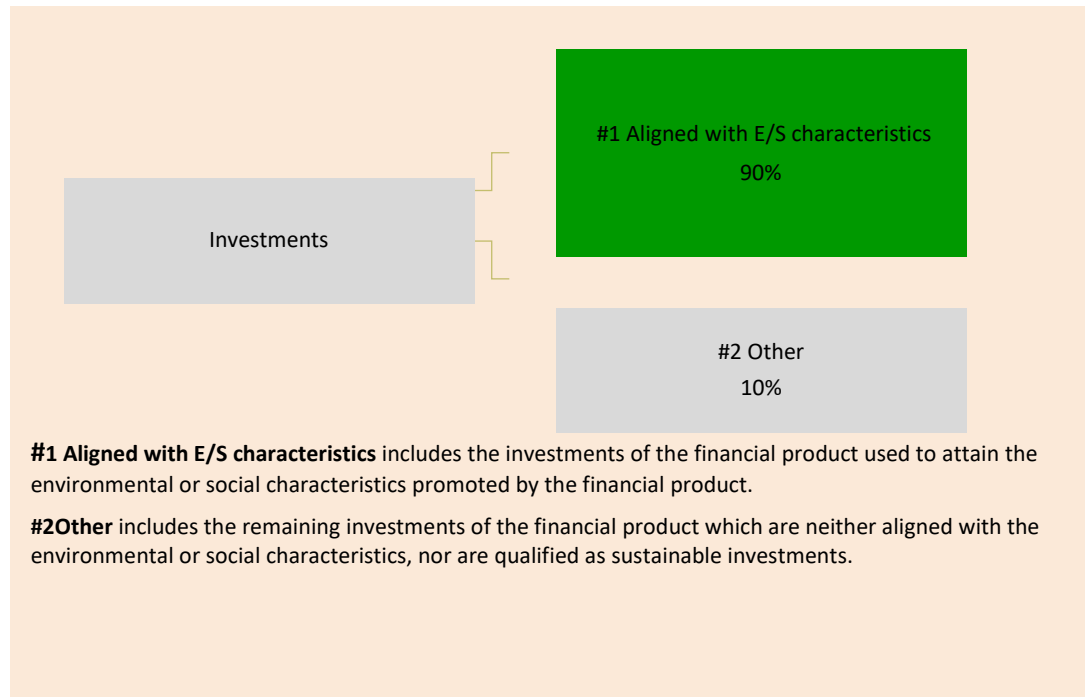 #1 Aligned with E/S characteristics
90%
Investments
#2 Other
10%
#1 Aligned with E/S characteristics includes the investments of the financial product used to attain the
environmental or social characteristics promoted by the financial product.
#2Other includes the remaining investments of the financial product which are neither aligned with the
environmental or social characteristics, nor are qualified as sustainable investments.